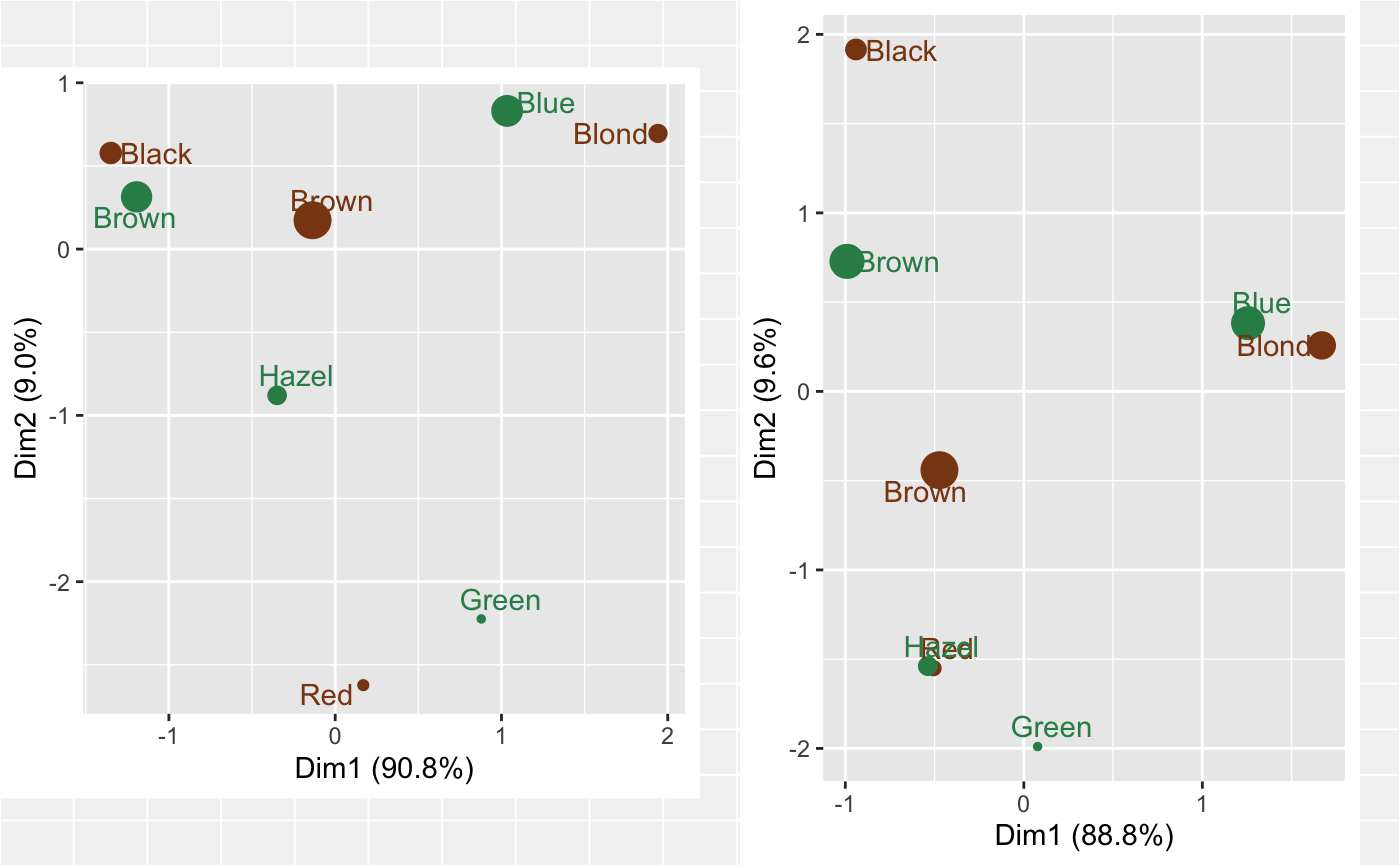 1
0
-1
-2
Dim2 (9.0%)
Blue
Blond
Black
Brown
Brown
Hazel
Green
Red
-1
0
1
2
Dim1 (90.8%)
2
1
0
-1
-2
Dim2 (9.6%)
Black
Brown
Blue
Blond
Brown
Hazel
Red
Green
-1
0
1
Dim1 (88.8%)